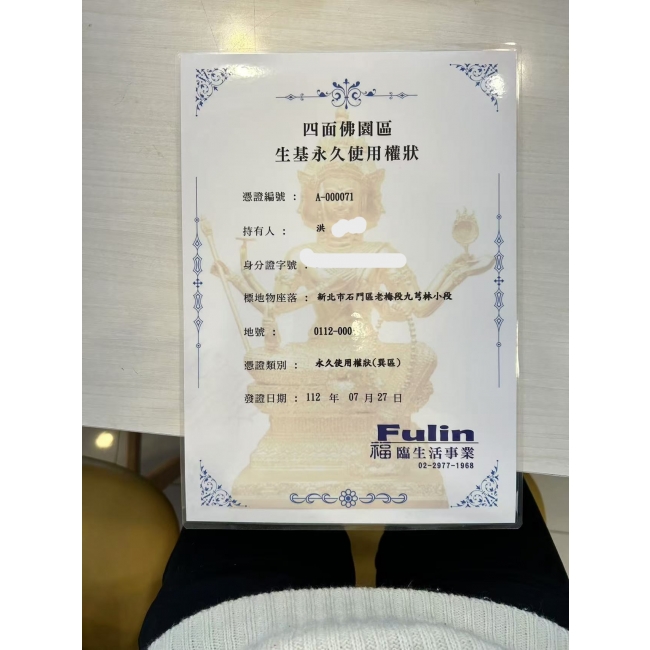 四面佛園區
生基永久使用權狀
憑證編號 : A-000071
持有人 : 洪
身分證字號 :
標地物座落 : 新北市石門區老梅段九芎林小段
地號 : 0112-000
憑證類別 : 永久使用權狀(巽區)
發證日期 : 112 年 07 月 27 日
Fulin
福臨生活事業
02-2977-1968